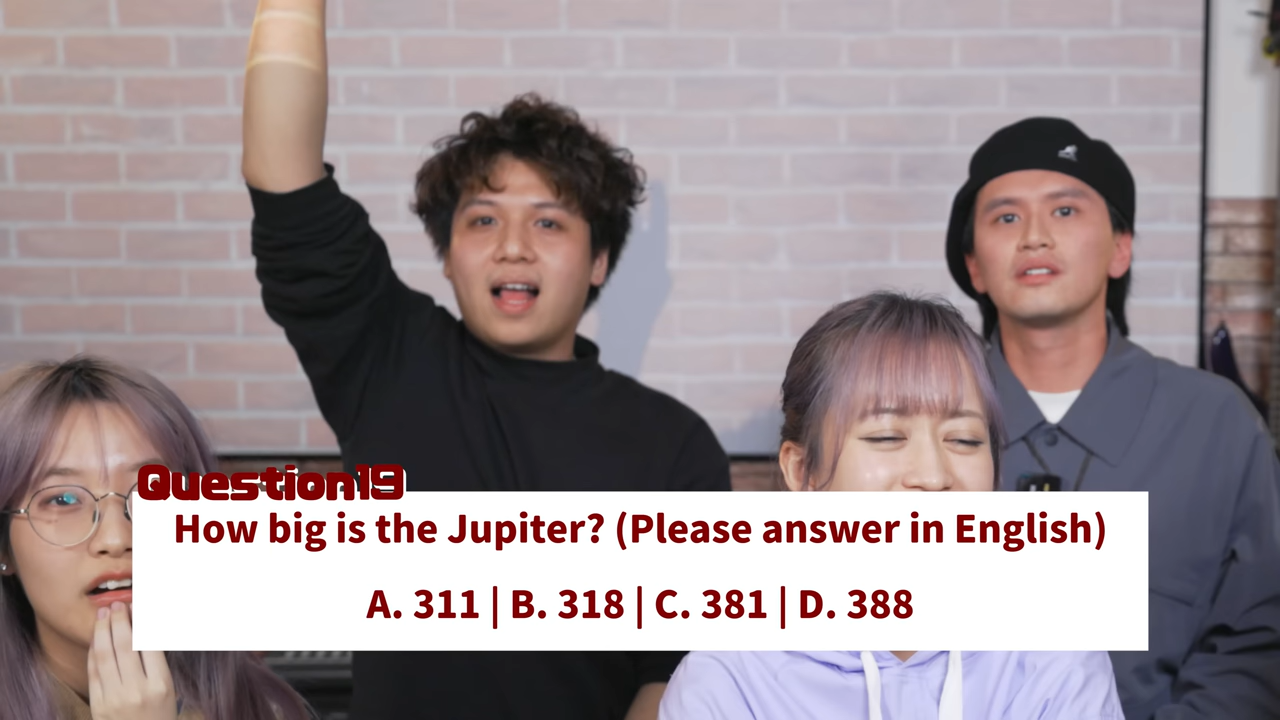 Question19
How big is the Jupiter? (Please answer in English)
A. 311 | B. 318 | C. 381 | D. 388